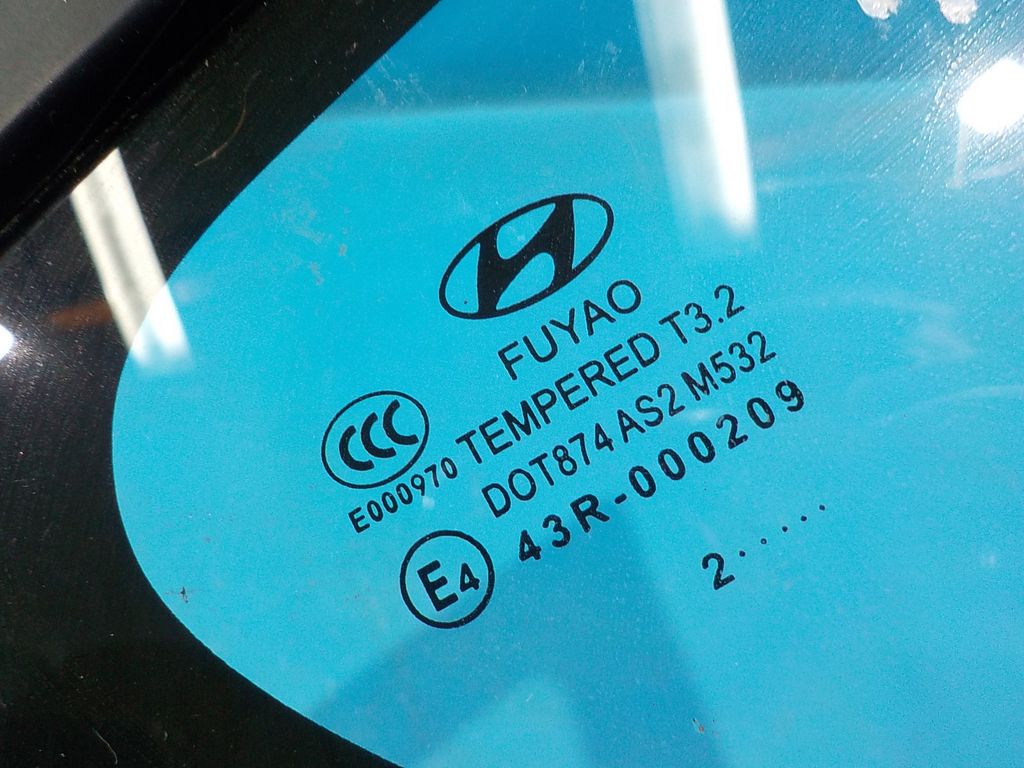 FUYAO
TEMPERED T3.2
DOT874 AS2 M532
CCC
E000970
E4
43R-000209
2·····